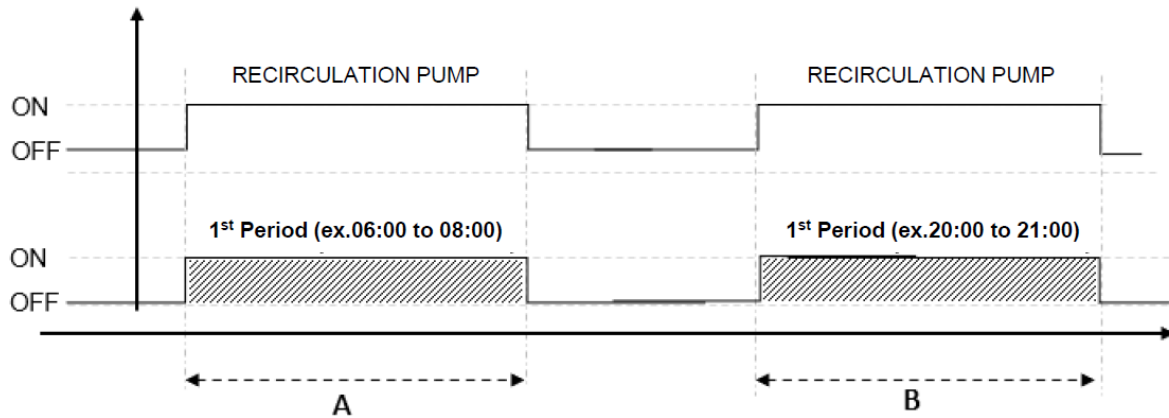 RECIRCULATION PUMP RECIRCULATION PUMP
ON
OFF
1st Period (ex.06:00 to 08:00) 1st Period (ex.20:00 to 21:00)
ON
OFF
A B